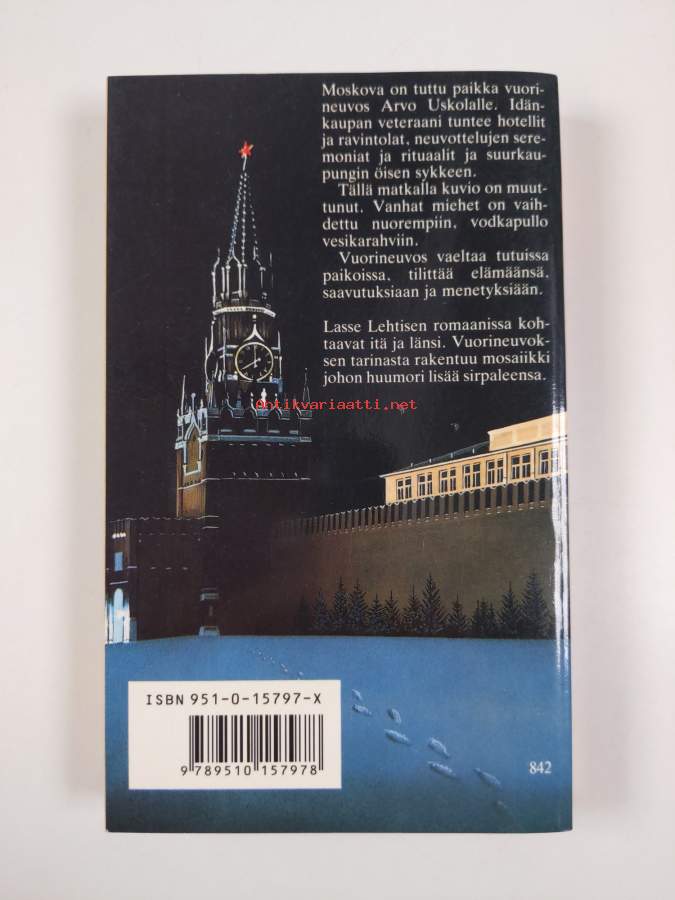 Moskova on tuttu paikka vuori-
neuvos Arvo Uskolalle. Idän-
kaupan veteraani tuntee hotellit
ja ravintolat, neuvottelujen sere-
moniat ja rituaalit ja suurkau-
pungin öisen sykkeen.
Tällä matkalla kuvio on muut-
tunut. Vanhat miehet on vaih-
dettu nuorempiin, vodkapullo
vesikarahviin.
Vuorineuvos vaeltaa tutuissa
paikoissa, tilittää elämäänsä,
saavutuksiaan ja menetyksiään.
Lasse Lehtisen romaanissa koh-
taavat itä ja länsi. Vuorineuvok-
sen tarinasta rakentuu mosaiikki
johon huumori lisää sirpaleensa.
Antikvariaatti.net
ISBN 951-0-15797-X
9 789510 157978
842